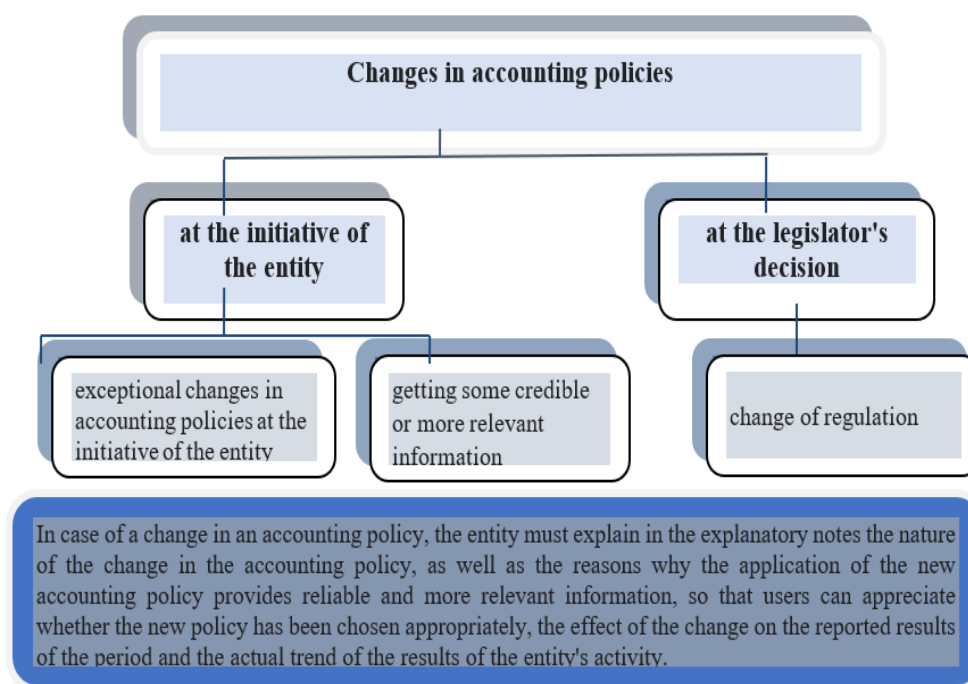 Changes in accounting policies
at the initiative of
the entity
at the legislator's
decision
exceptional changes in
accounting policies at the
initiative of the entity
getting some credible
or more relevant
information
change of regulation
In case of a change in an accounting policy, the entity must explain in the explanatory notes the nature
of the change in the accounting policy, as well as the reasons why the application of the new
accounting policy provides reliable and more relevant information, so that users can appreciate
whether the new policy has been chosen appropriately, the effect of the change on the reported results
of the period and the actual trend of the results of the entity's activity.